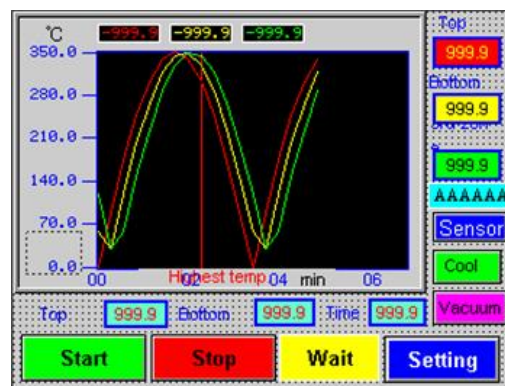 °C -999.9 -999.9 -999.9 Top
350.0 999.9
280.0 Bottom
999.9
210.0
999.9
140.0
AAAAAA
70.0 Sensor
0.0 Cool
Highest temp
00 02 04 min 06
Top 999.9 Bottom 999.9 Time 999.9 Vacuum
Start Stop Wait Setting